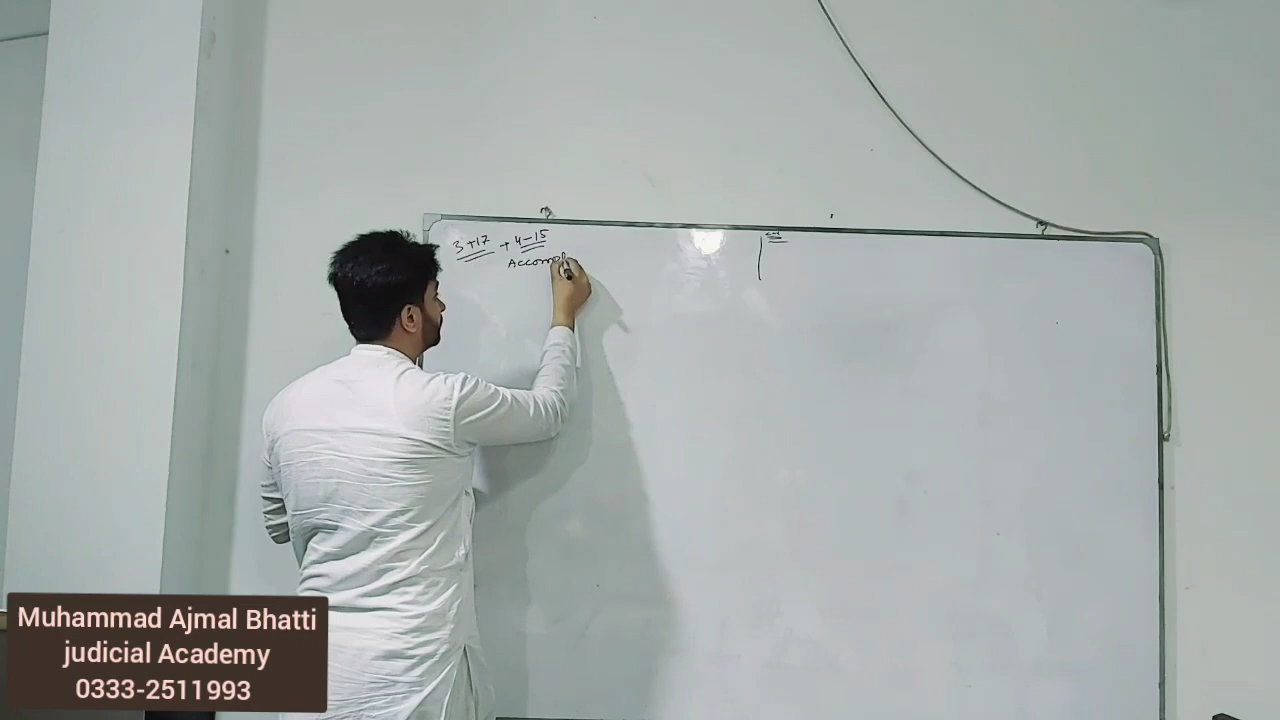 3+17 + 4-15
Accomp
Muhammad Ajmal Bhatti
judicial Academy
0333-2511993